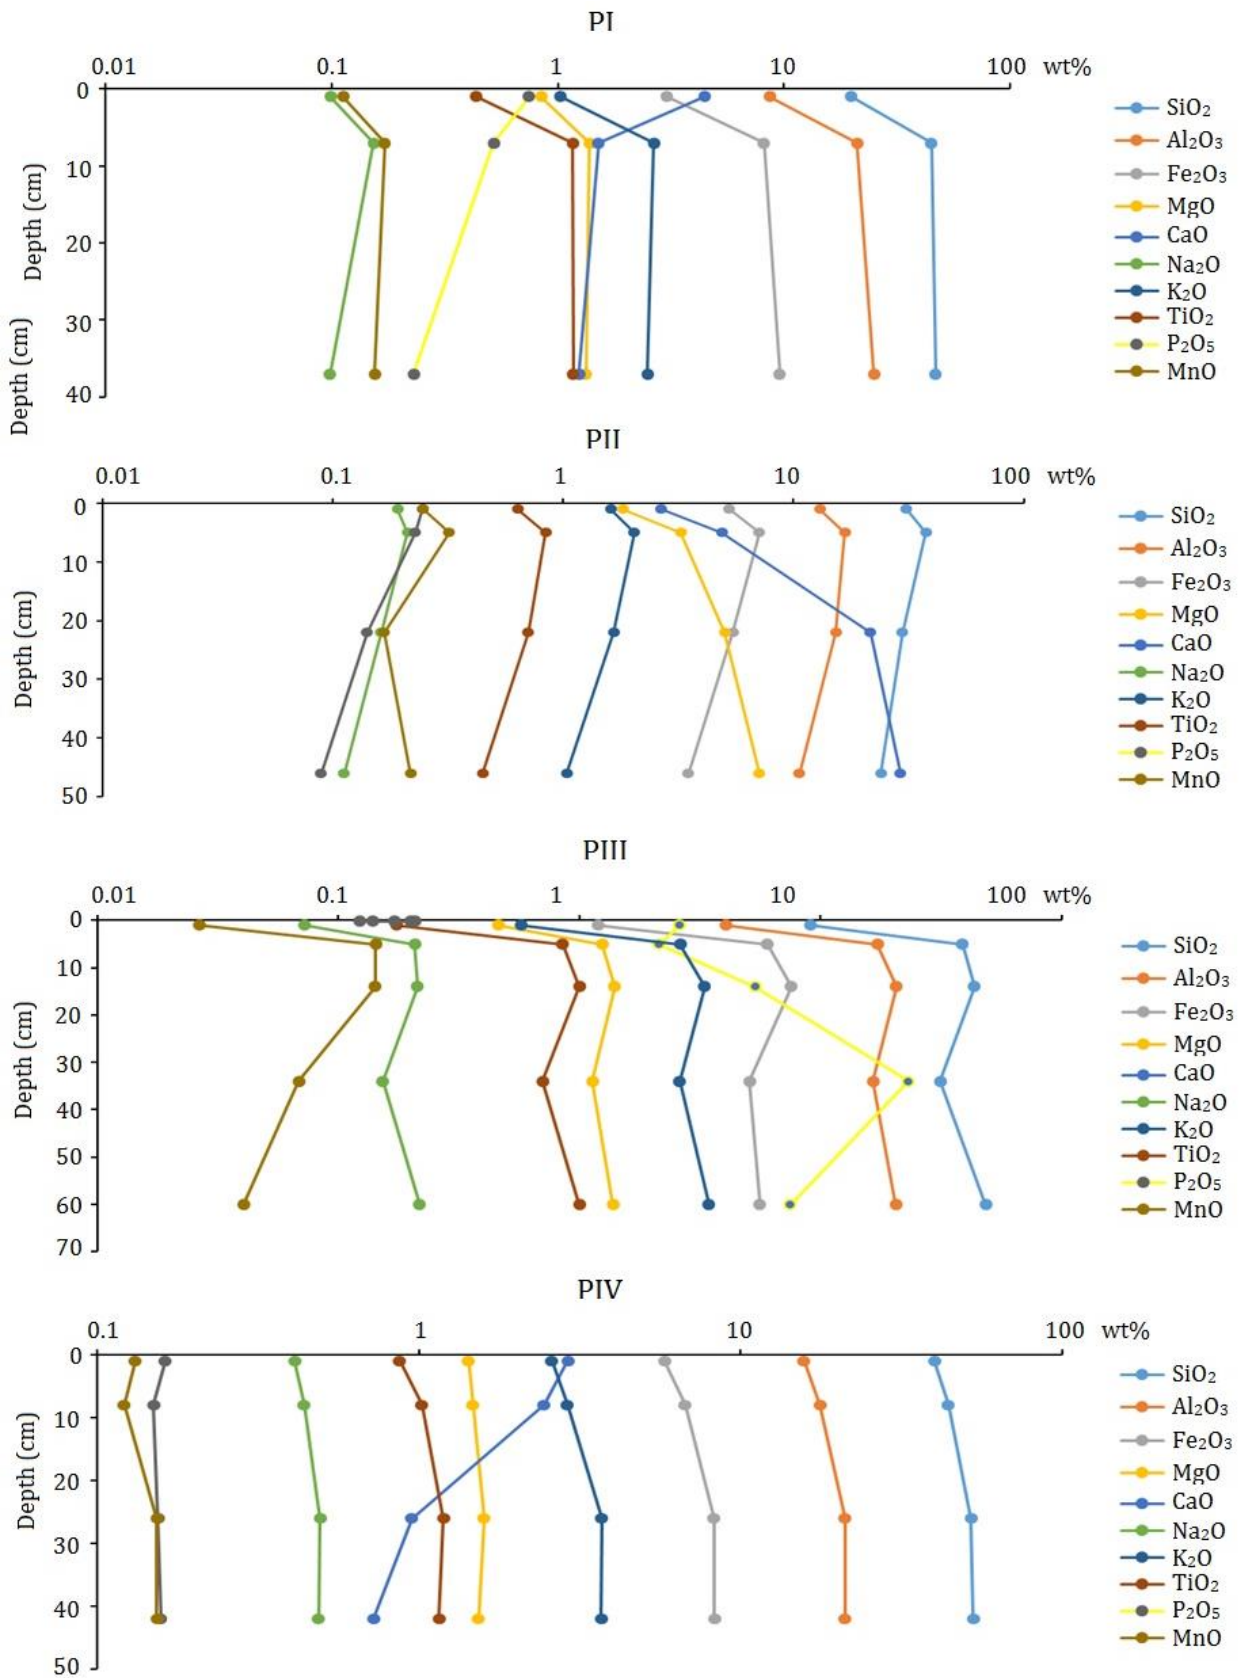 PI
0.01 0.1 1 10 100 wt%
0
10
20
30
40
Depth (cm)
Depth (cm)
SiO₂
Al₂O₃
Fe₂O₃
MgO
CaO
Na₂O
K₂O
TiO₂
P₂O₅
MnO
PII
0.01 0.1 1 10 100 wt%
0
10
20
30
40
50
Depth (cm)
SiO₂
Al₂O₃
Fe₂O₃
MgO
CaO
Na₂O
K₂O
TiO₂
P₂O₅
MnO
PIII
0.01 0.1 1 10 100 wt%
0
10
20
30
40
50
60
70
Depth (cm)
SiO₂
Al₂O₃
Fe₂O₃
MgO
CaO
Na₂O
K₂O
TiO₂
P₂O₅
MnO
PIV
0.1 1 10 100 wt%
0
10
20
30
40
50
Depth (cm)
SiO₂
Al₂O₃
Fe₂O₃
MgO
CaO
Na₂O
K₂O
TiO₂
P₂O₅
MnO